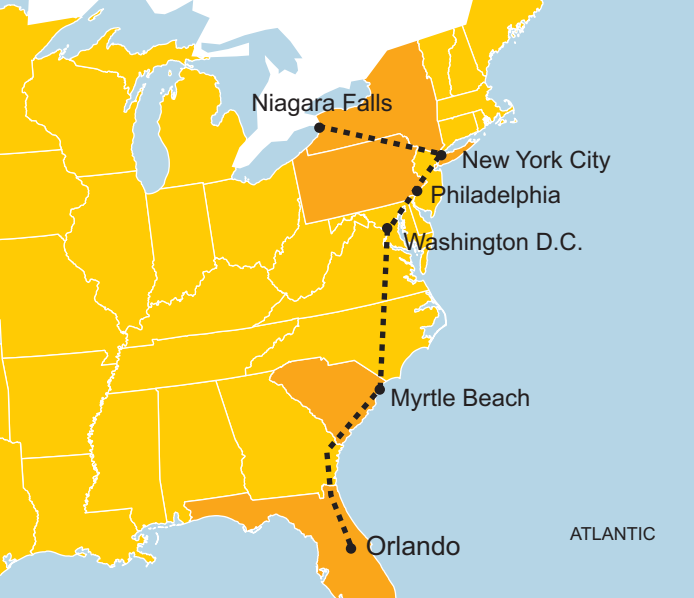 Niagara Falls
New York City
Philadelphia
Washington D.C.
Myrtle Beach
ATLANTIC
Orlando